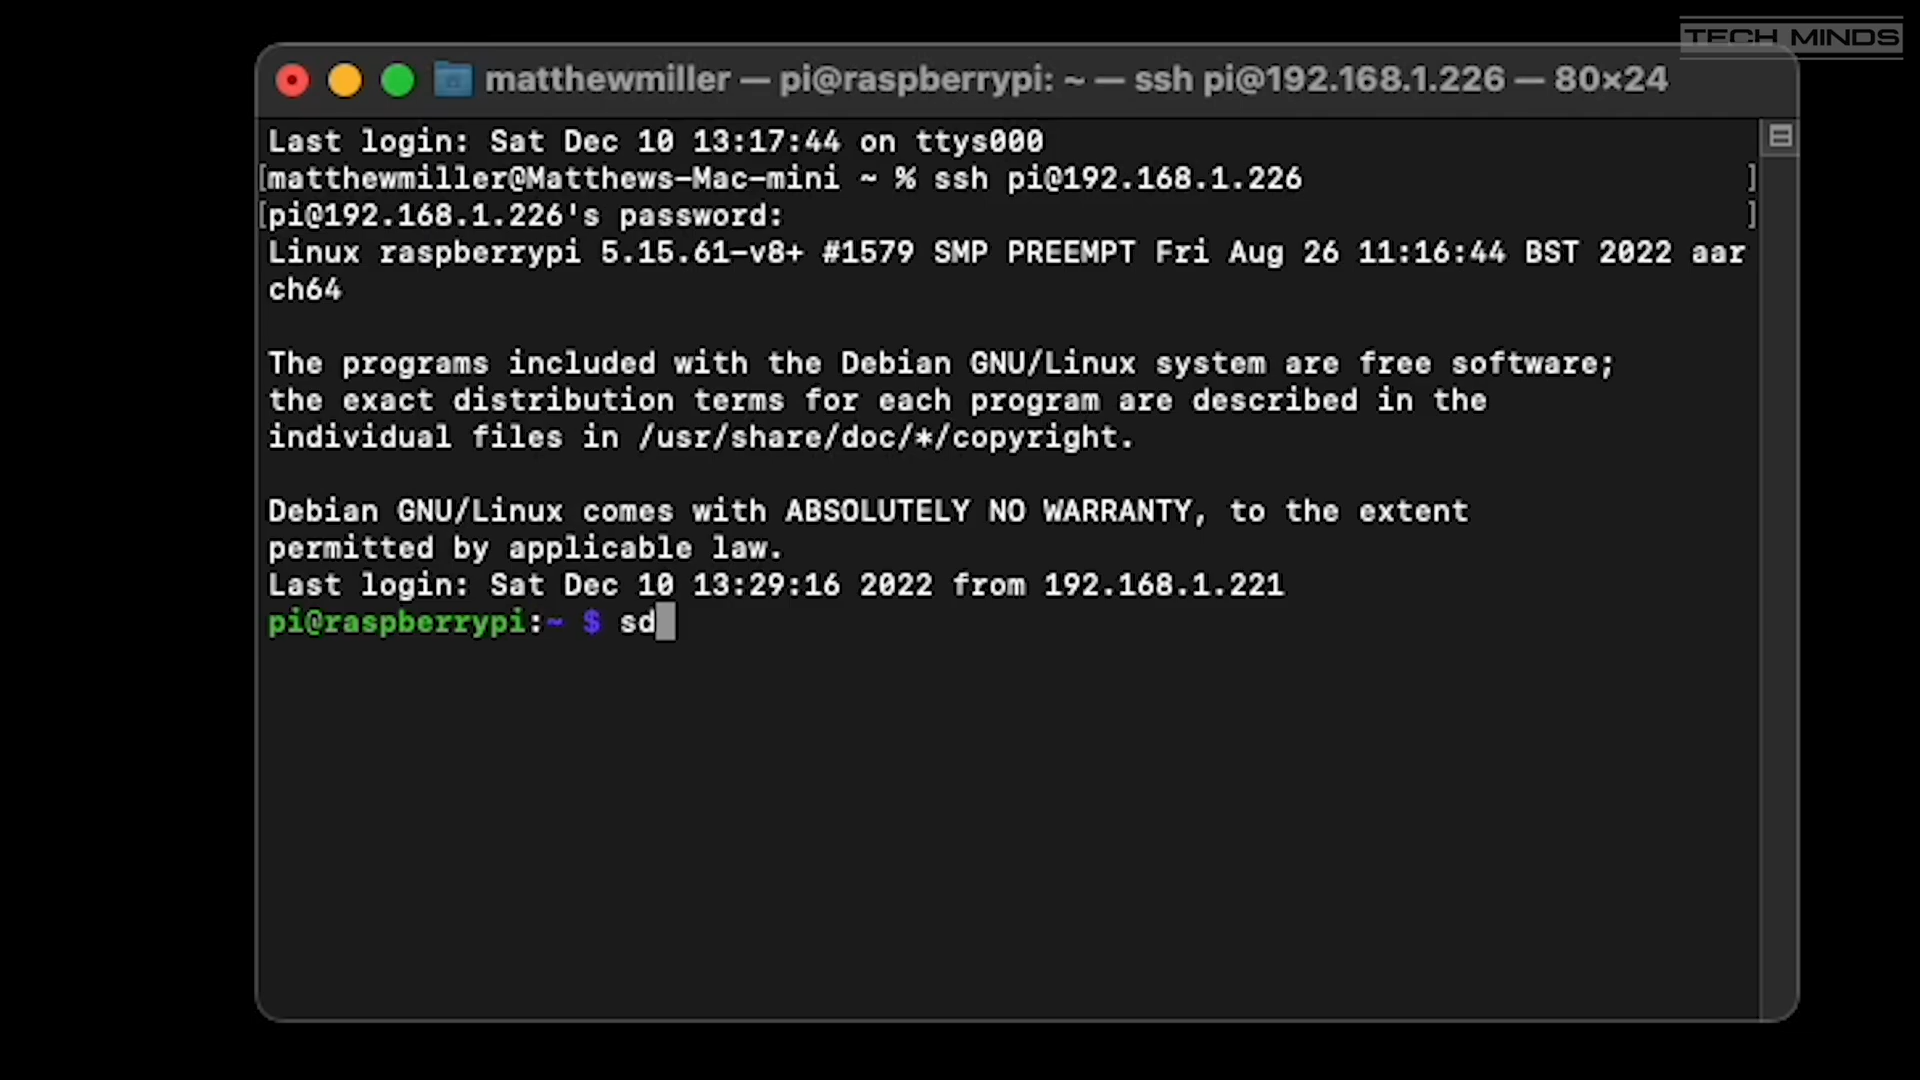 TECH MINDS
matthewmiller — pi@raspberrypi: ~ — ssh pi@192.168.1.226 — 80×24
Last login: Sat Dec 10 13:17:44 on ttys000
[matthewmiller@Matthews-Mac-mini ~ % ssh pi@192.168.1.226 ]
[pi@192.168.1.226's password: ]
Linux raspberrypi 5.15.61-v8+ #1579 SMP PREEMPT Fri Aug 26 11:16:44 BST 2022 aar
ch64
The programs included with the Debian GNU/Linux system are free software;
the exact distribution terms for each program are described in the
individual files in /usr/share/doc/*/copyright.
Debian GNU/Linux comes with ABSOLUTELY NO WARRANTY, to the extent
permitted by applicable law.
Last login: Sat Dec 10 13:29:16 2022 from 192.168.1.221
pi@raspberrypi:~ $ sd